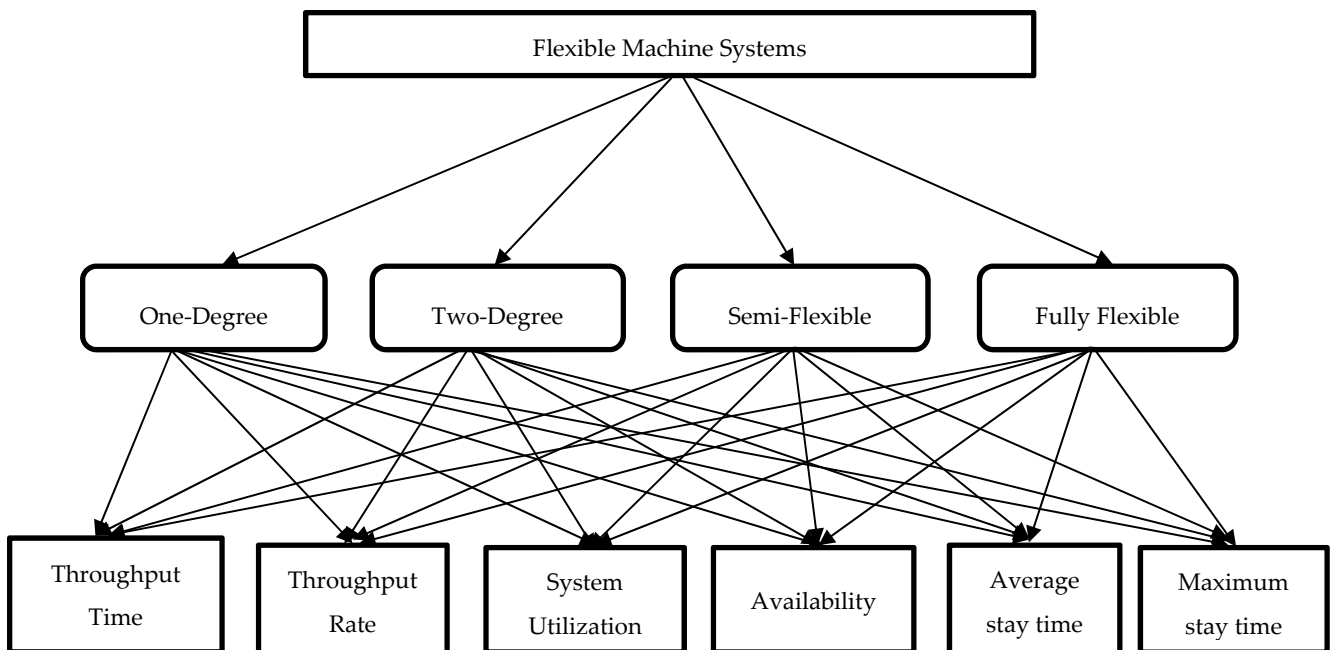 Flexible Machine Systems
One-Degree
Two-Degree
Semi-Flexible
Fully Flexible
Throughput
Time
Throughput
Rate
System
Utilization
Availability
Average
stay time
Maximum
stay time